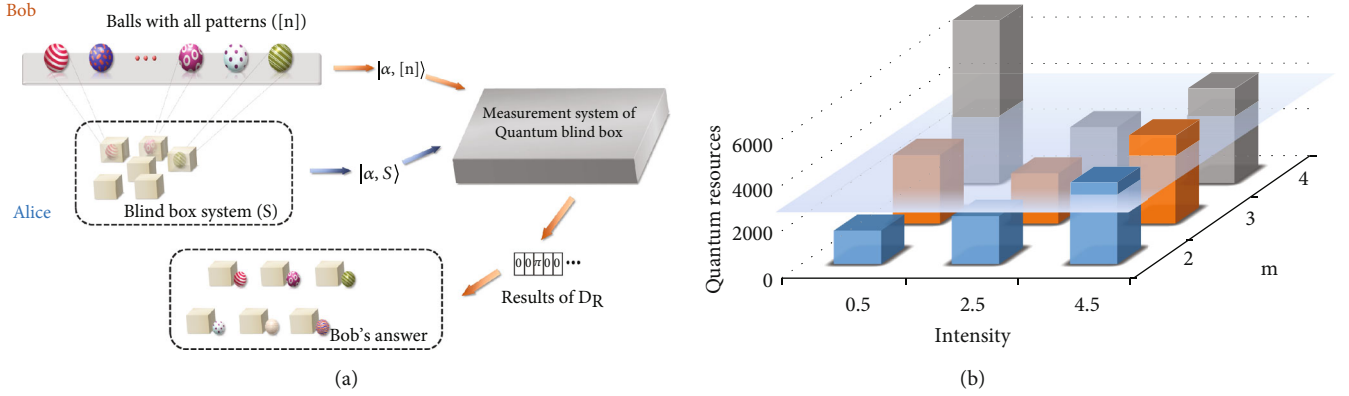 Bob
Balls with all patterns ([n])
|α, [n]⟩
Measurement system of
Quantum blind box
|α, S⟩
Alice
Blind box system (S)
0 0 π 0 0 •••
Results of DR
Bob's answer
(a)
Quantum resources
6000
4000
2000
0
0.5
2.5
4.5
Intensity
2
3
4
m
(b)